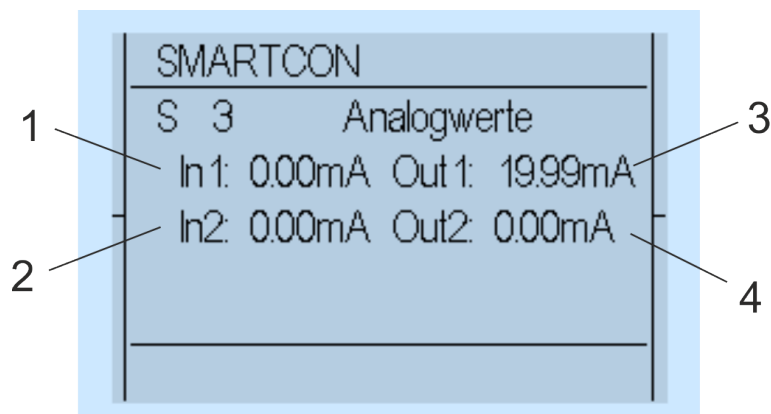 SMARTCON
S 3 Analogwerte
1 In1: 0.00mA Out1: 19.99mA 3
2 In2: 0.00mA Out2: 0.00mA 4